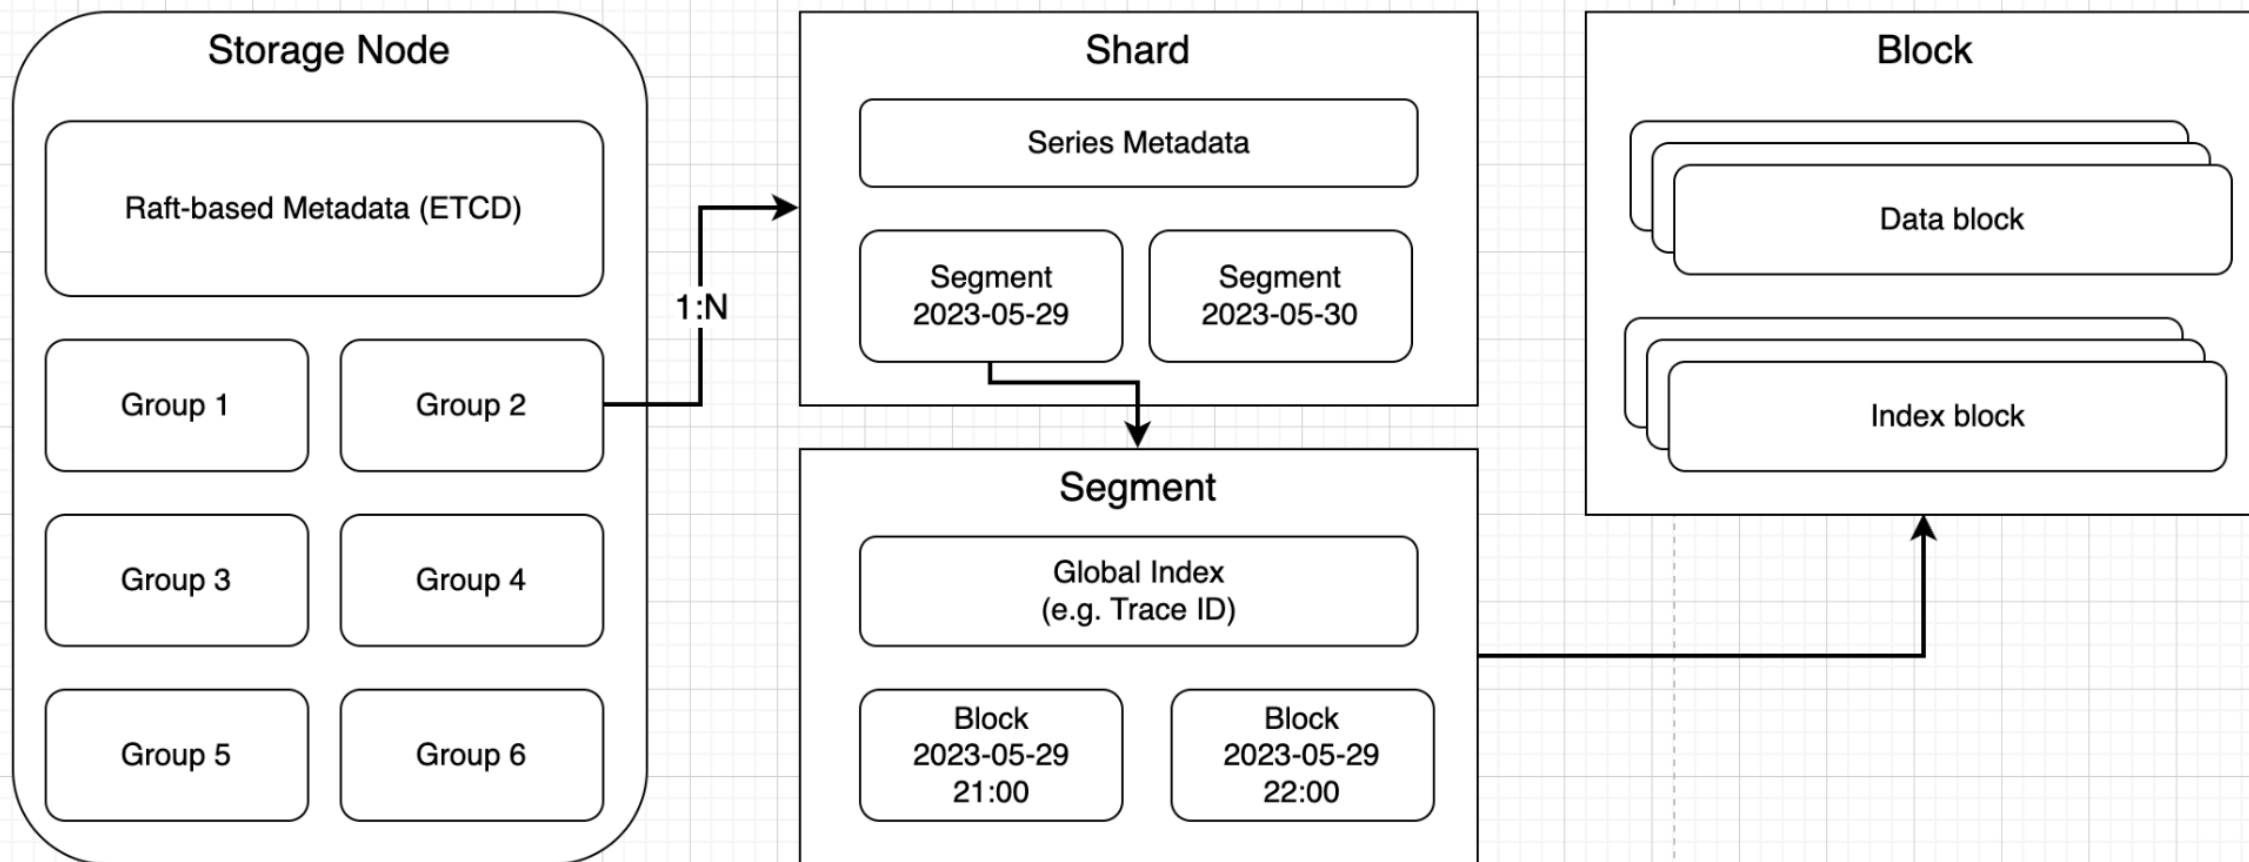 Storage Node
Raft-based Metadata (ETCD)
Group 1
Group 2
Group 3
Group 4
Group 5
Group 6
1:N
Shard
Series Metadata
Segment
2023-05-29
Segment
2023-05-30
Segment
Global Index
(e.g. Trace ID)
Block
2023-05-29
21:00
Block
2023-05-29
22:00
Block
Data block
Index block